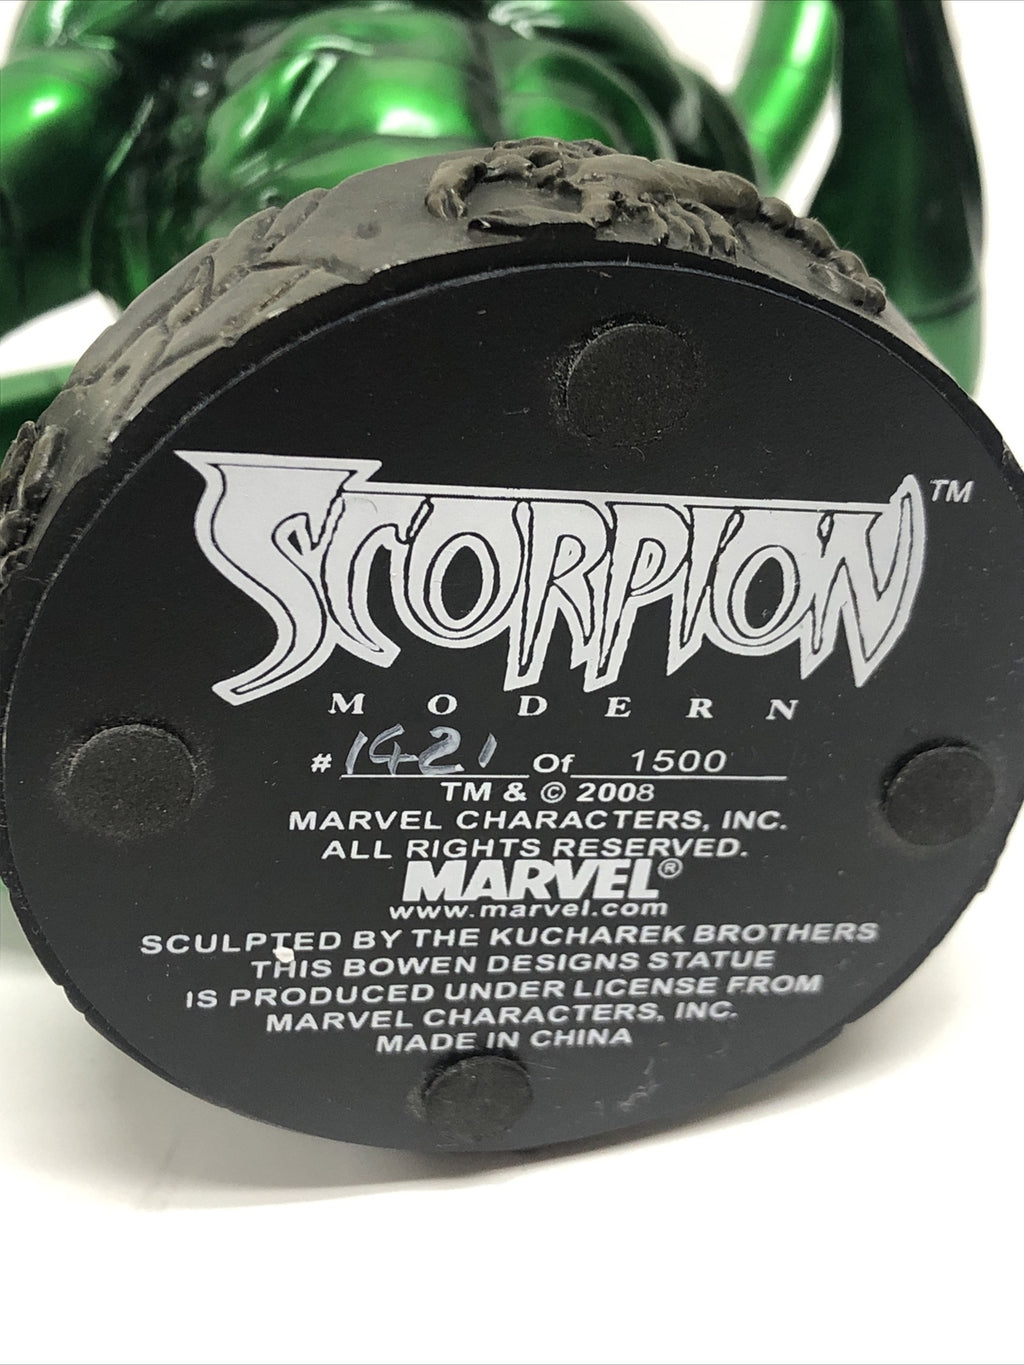 SCORPION™
MODERN
# 1421 Of 1500
TM & © 2008
MARVEL CHARACTERS, INC.
ALL RIGHTS RESERVED.
MARVEL®
www.marvel.com
SCULPTED BY THE KUCHAREK BROTHERS
THIS BOWEN DESIGNS STATUE
IS PRODUCED UNDER LICENSE FROM
MARVEL CHARACTERS, INC.
MADE IN CHINA